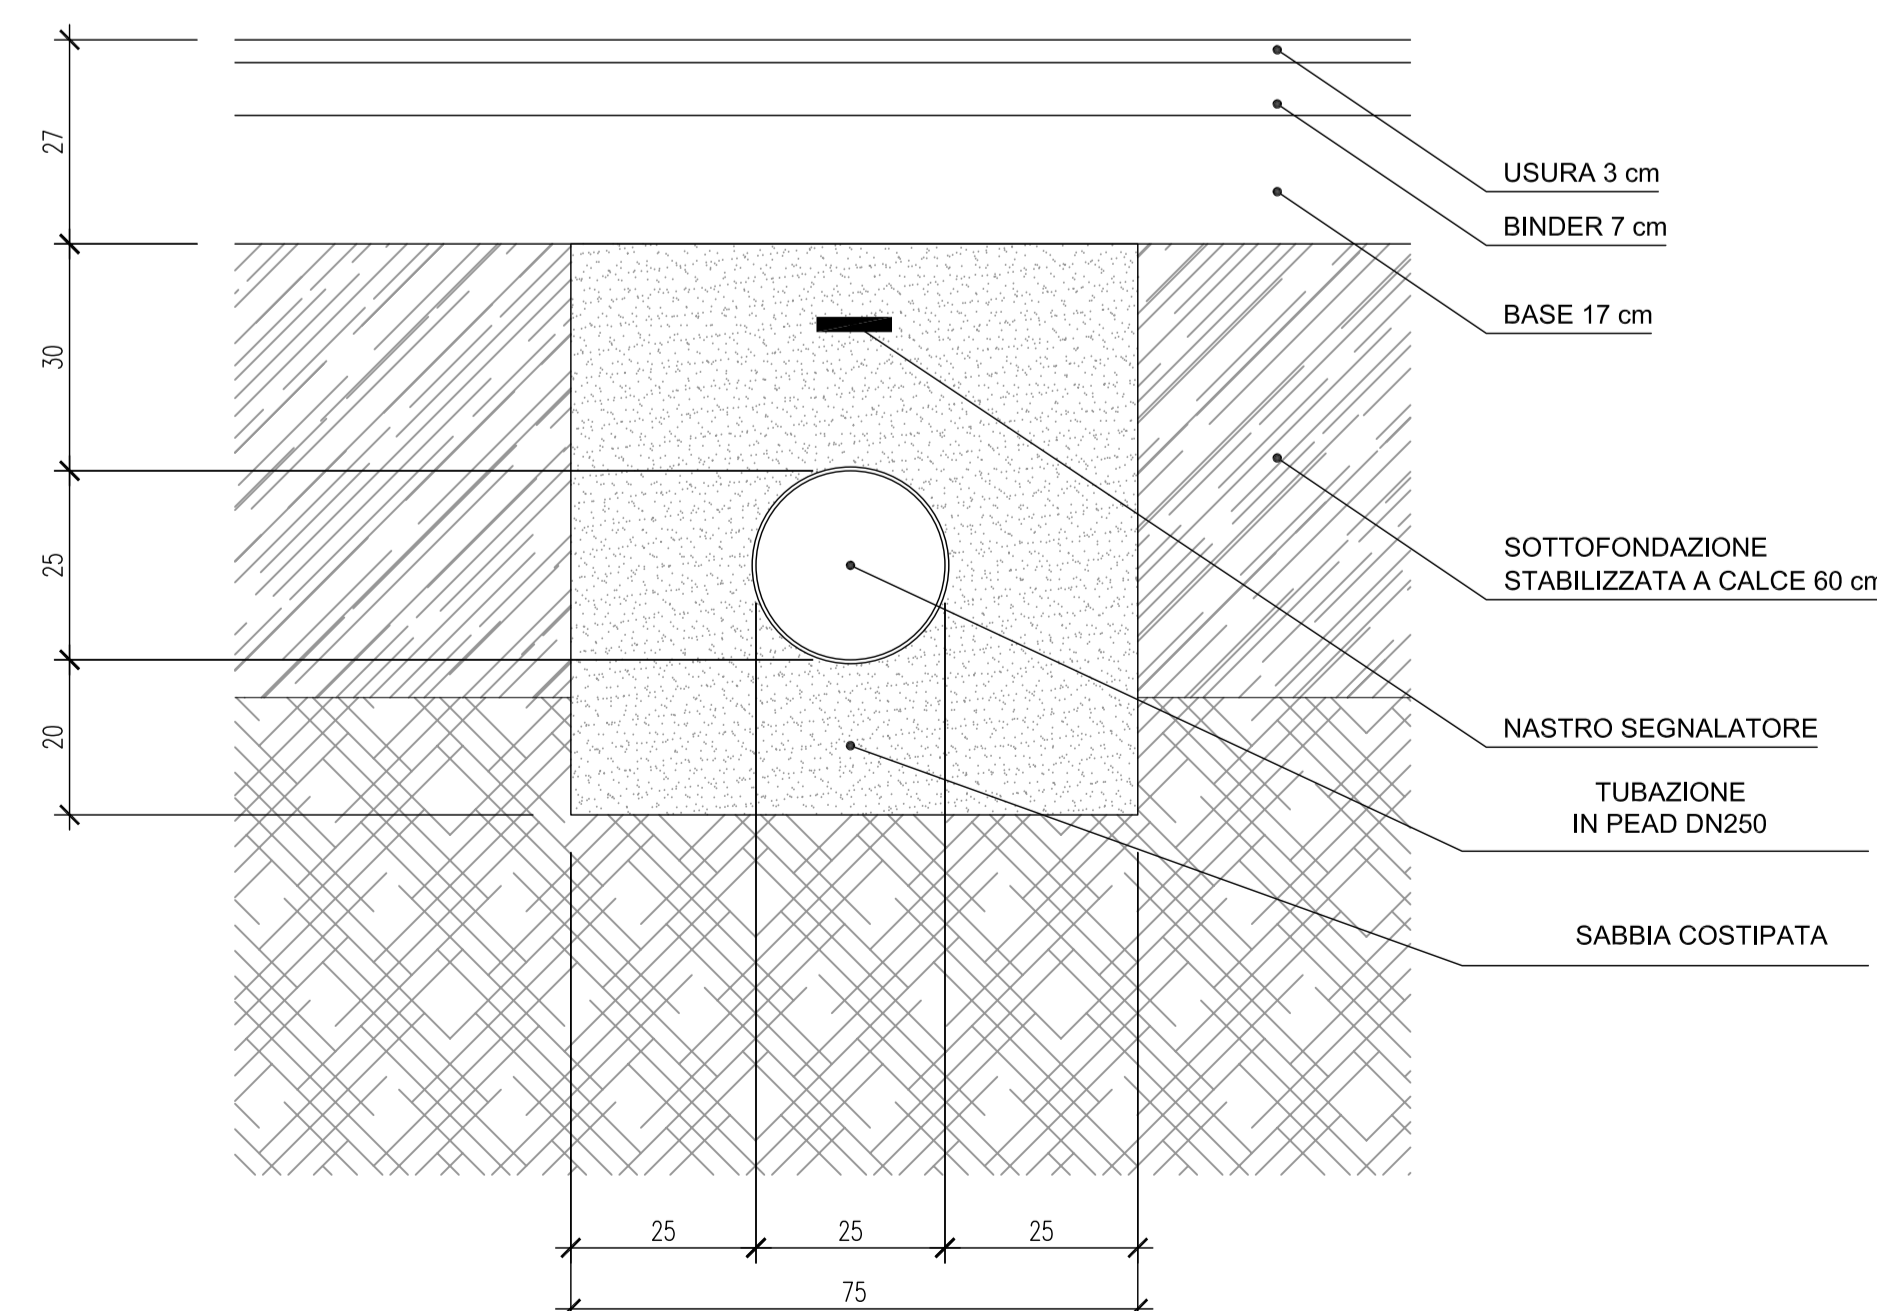 27
USURA 3 cm
BINDER 7 cm
BASE 17 cm
30
25
SOTTOFONDAZIONE
STABILIZZATA A CALCE 60 cm
20
NASTRO SEGNALATORE
TUBAZIONE
IN PEAD DN250
SABBIA COSTIPATA
25 25 25
75